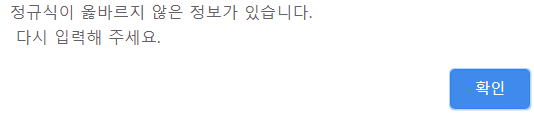 정규식이 옳바르지 않은 정보가 있습니다.
다시 입력해 주세요.
확인